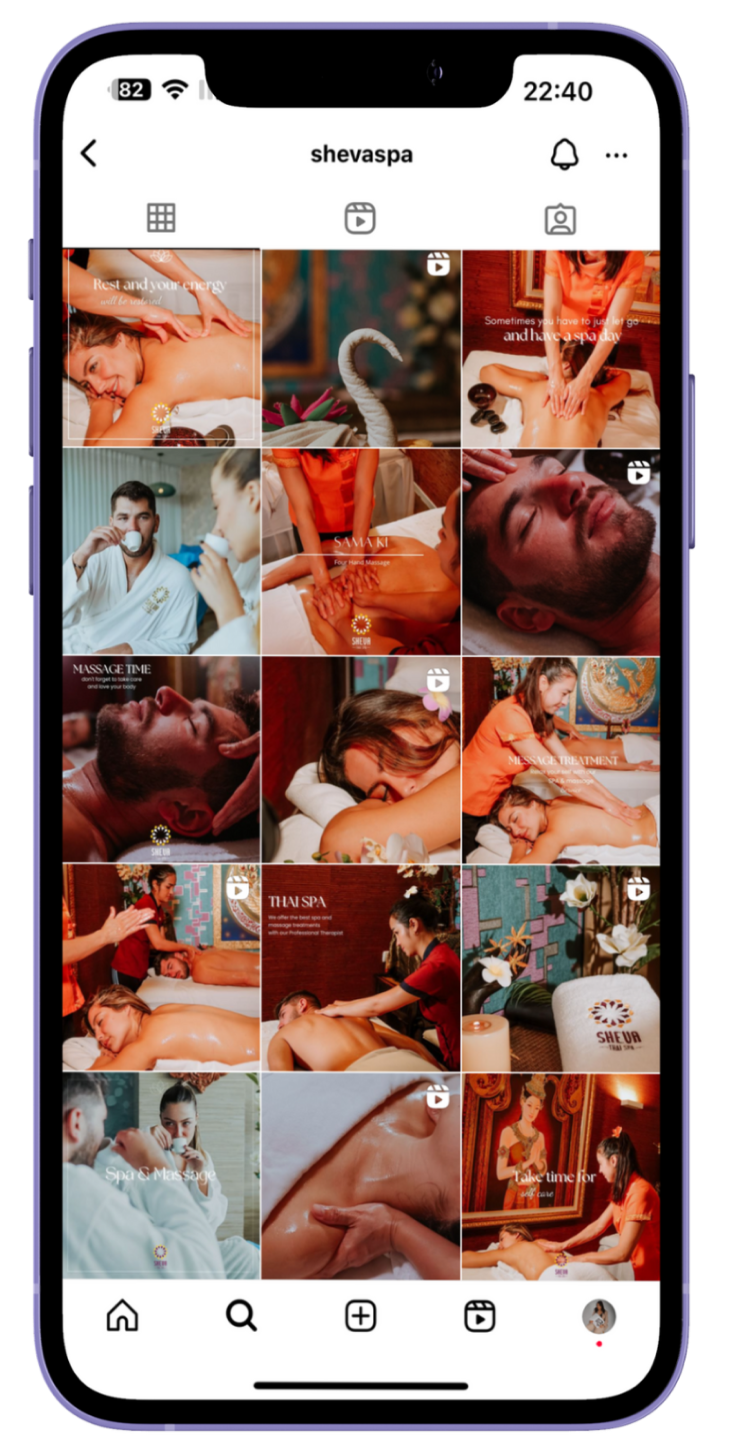 82
22:40
shevaspa
Rest and your energy
will be restored
SHEVA
Sometimes you have to just let go
and have a spa day
SAMA KI
Four Hand Massage
SHEVA
MASSAGE TIME
don't forget to take care
and love your body
SHEVA
MESSAGE TREATMENT
THAI SPA
We offer the best spa and
massage treatments
with our Professional Therapist
SHEVA
THAI SPA
Spa & Massage
SHEVA
Take time for
self care
SHEVA